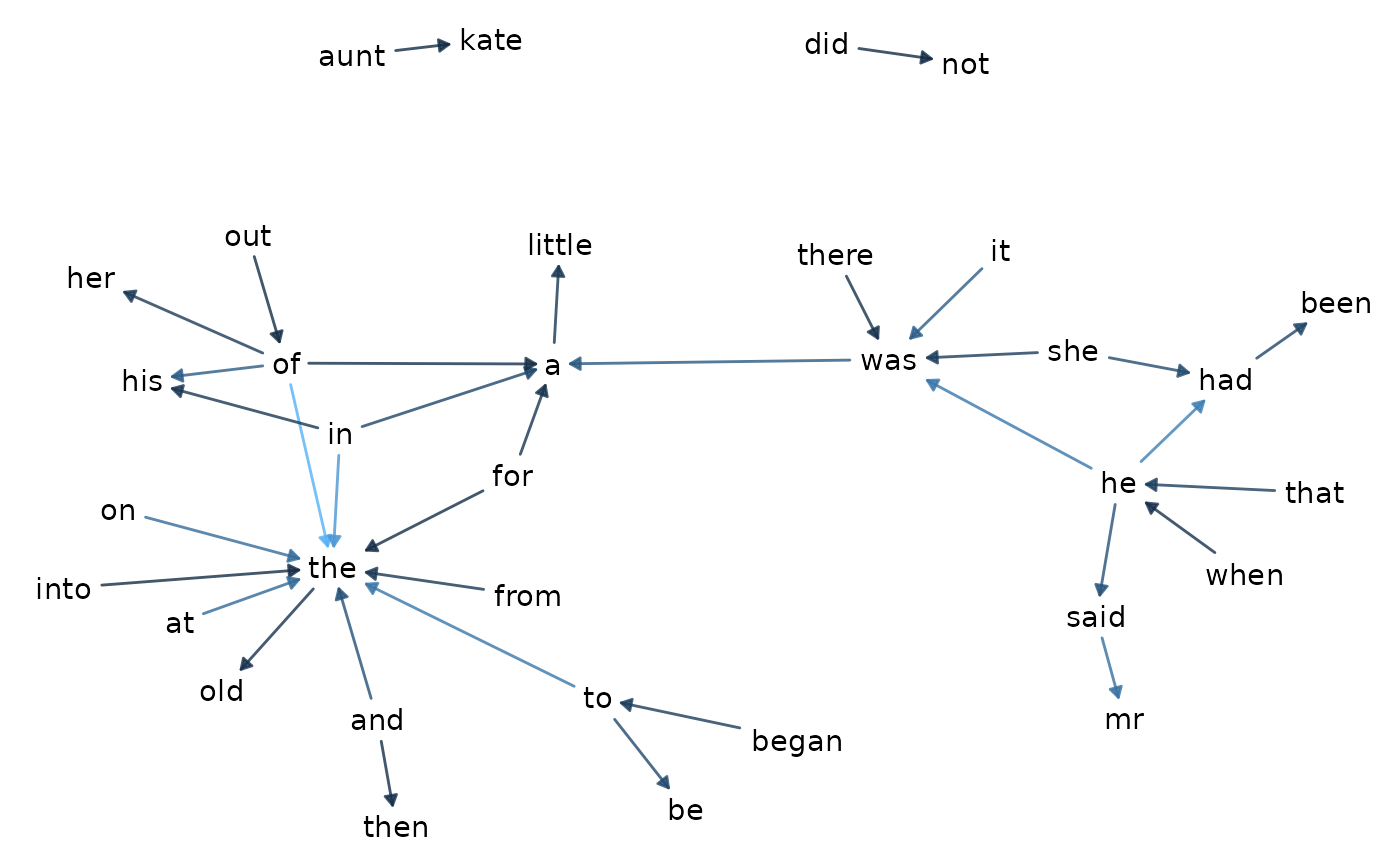 aunt
kate
did
not
out
little
there
it
her
been
of
a
was
she
his
had
in
for
he
that
on
the
into
from
when
at
said
old
to
and
mr
began
be
then